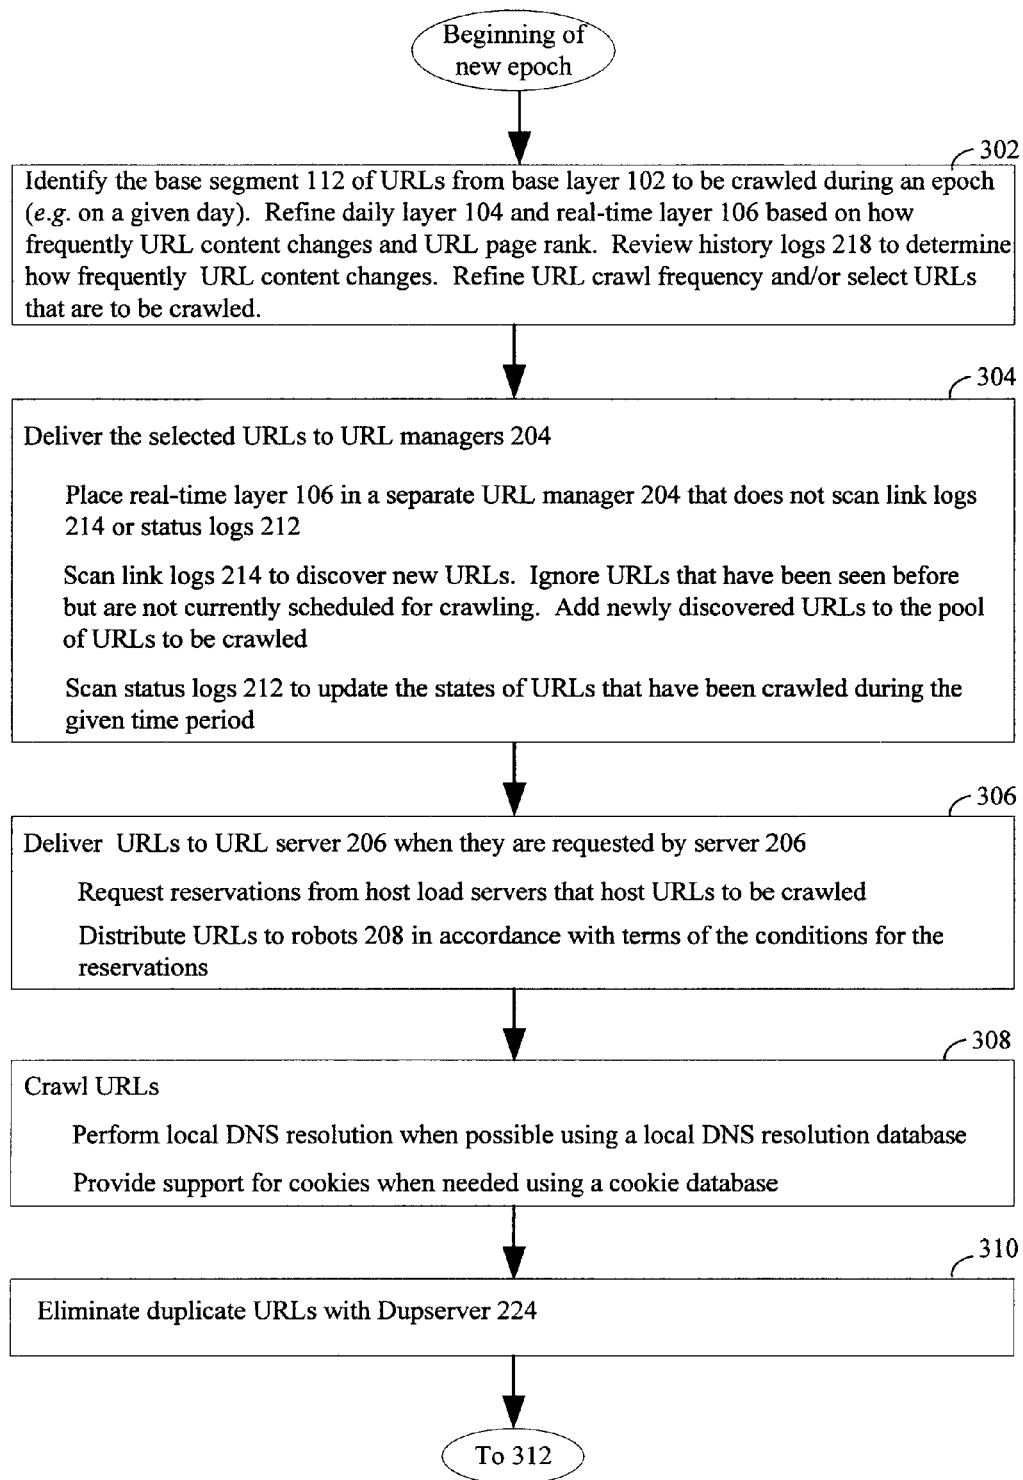 Beginning of
new epoch
302
Identify the base segment 112 of URLs from base layer 102 to be crawled during an epoch
(e.g. on a given day).  Refine daily layer 104 and real-time layer 106 based on how
frequently URL content changes and URL page rank.  Review history logs 218 to determine
how frequently  URL content changes.  Refine URL crawl frequency and/or select URLs
that are to be crawled.
304
Deliver the selected URLs to URL managers 204
Place real-time layer 106 in a separate URL manager 204 that does not scan link logs
214 or status logs 212
Scan link logs 214 to discover new URLs.  Ignore URLs that have been seen before
but are not currently scheduled for crawling.  Add newly discovered URLs to the pool
of URLs to be crawled
Scan status logs 212 to update the states of URLs that have been crawled during the
given time period
306
Deliver  URLs to URL server 206 when they are requested by server 206
Request reservations from host load servers that host URLs to be crawled
Distribute URLs to robots 208 in accordance with terms of the conditions for the
reservations
308
Crawl URLs
Perform local DNS resolution when possible using a local DNS resolution database
Provide support for cookies when needed using a cookie database
310
Eliminate duplicate URLs with Dupserver 224
To 312